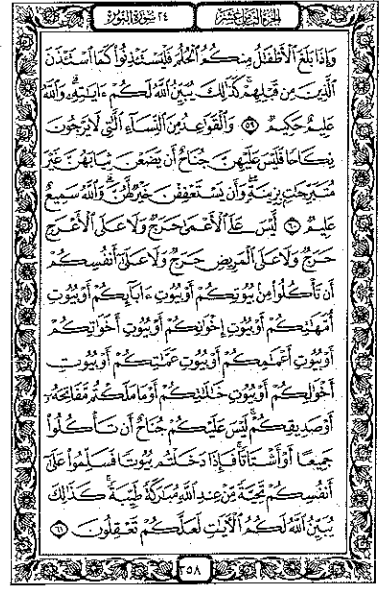 الجزء الثامن عشر
٢٤ سورة النور
وَإِذَا بَلَغَ ٱلْأَطْفَـٰلُ مِنكُمُ ٱلْحُلُمَ فَلْيَسْتَـْٔذِنُوا۟ كَمَا ٱسْتَـْٔذَنَ
ٱلَّذِينَ مِن قَبْلِهِمْ ۚ كَذَٰلِكَ يُبَيِّنُ ٱللَّهُ لَكُمْ ءَايَـٰتِهِۦ ۗ وَٱللَّهُ
عَلِيمٌ حَكِيمٌ ٥٩ وَٱلْقَوَٰعِدُ مِنَ ٱلنِّسَآءِ ٱلَّـٰتِى لَا يَرْجُونَ
نِكَاحًا فَلَيْسَ عَلَيْهِنَّ جُنَاحٌ أَن يَضَعْنَ ثِيَابَهُنَّ غَيْرَ
مُتَبَرِّجَـٰتٍۭ بِزِينَةٍ ۖ وَأَن يَسْتَعْفِفْنَ خَيْرٌ لَّهُنَّ ۗ وَٱللَّهُ سَمِيعٌ
عَلِيمٌ ٦٠ لَّيْسَ عَلَى ٱلْأَعْمَىٰ حَرَجٌ وَلَا عَلَى ٱلْأَعْرَجِ
حَرَجٌ وَلَا عَلَى ٱلْمَرِيضِ حَرَجٌ وَلَا عَلَىٰٓ أَنفُسِكُمْ
أَن تَأْكُلُوا۟ مِنۢ بُيُوتِكُمْ أَوْ بُيُوتِ ءَابَآئِكُمْ أَوْ بُيُوتِ
أُمَّهَـٰتِكُمْ أَوْ بُيُوتِ إِخْوَٰنِكُمْ أَوْ بُيُوتِ أَخَوَٰتِكُمْ
أَوْ بُيُوتِ أَعْمَـٰمِكُمْ أَوْ بُيُوتِ عَمَّـٰتِكُمْ أَوْ بُيُوتِ
أَخْوَٰلِكُمْ أَوْ بُيُوتِ خَـٰلَـٰتِكُمْ أَوْ مَا مَلَكْتُم مَّفَاتِحَهُۥٓ
أَوْ صَدِيقِكُمْ ۚ لَيْسَ عَلَيْكُمْ جُنَاحٌ أَن تَأْكُلُوا۟
جَمِيعًا أَوْ أَشْتَاتًا ۚ فَإِذَا دَخَلْتُم بُيُوتًا فَسَلِّمُوا۟ عَلَىٰٓ
أَنفُسِكُمْ تَحِيَّةً مِّنْ عِندِ ٱللَّهِ مُبَـٰرَكَةً طَيِّبَةً ۚ كَذَٰلِكَ
يُبَيِّنُ ٱللَّهُ لَكُمُ ٱلْـَٔايَـٰتِ لَعَلَّكُمْ تَعْقِلُونَ ٦١
٣٥٨